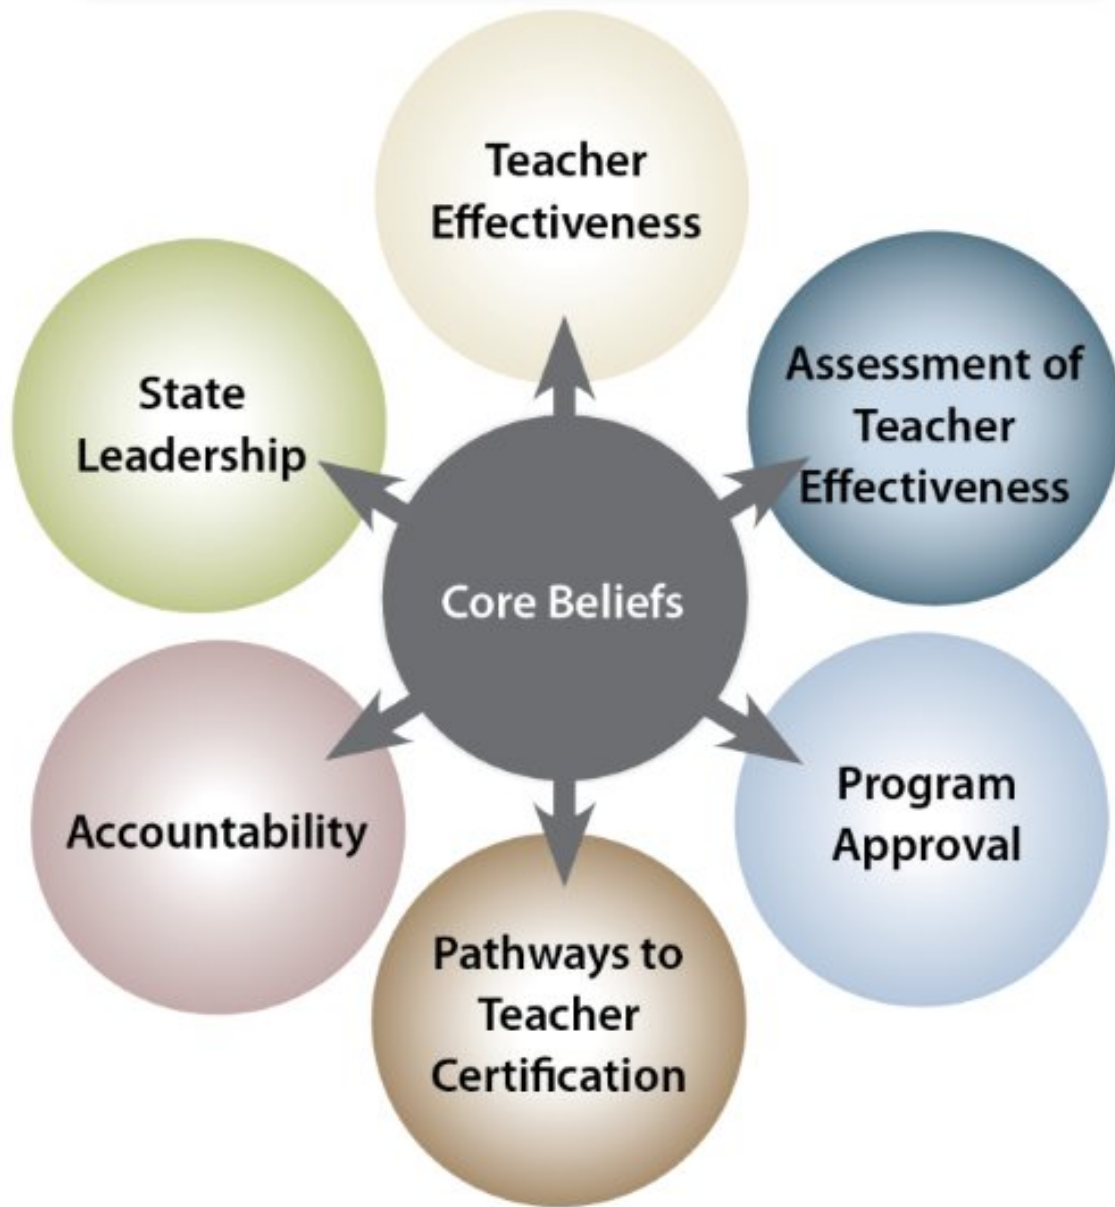 Teacher
Effectiveness
Assessment of
Teacher
Effectiveness
State
Leadership
Core Beliefs
Program
Approval
Accountability
Pathways to
Teacher
Certification